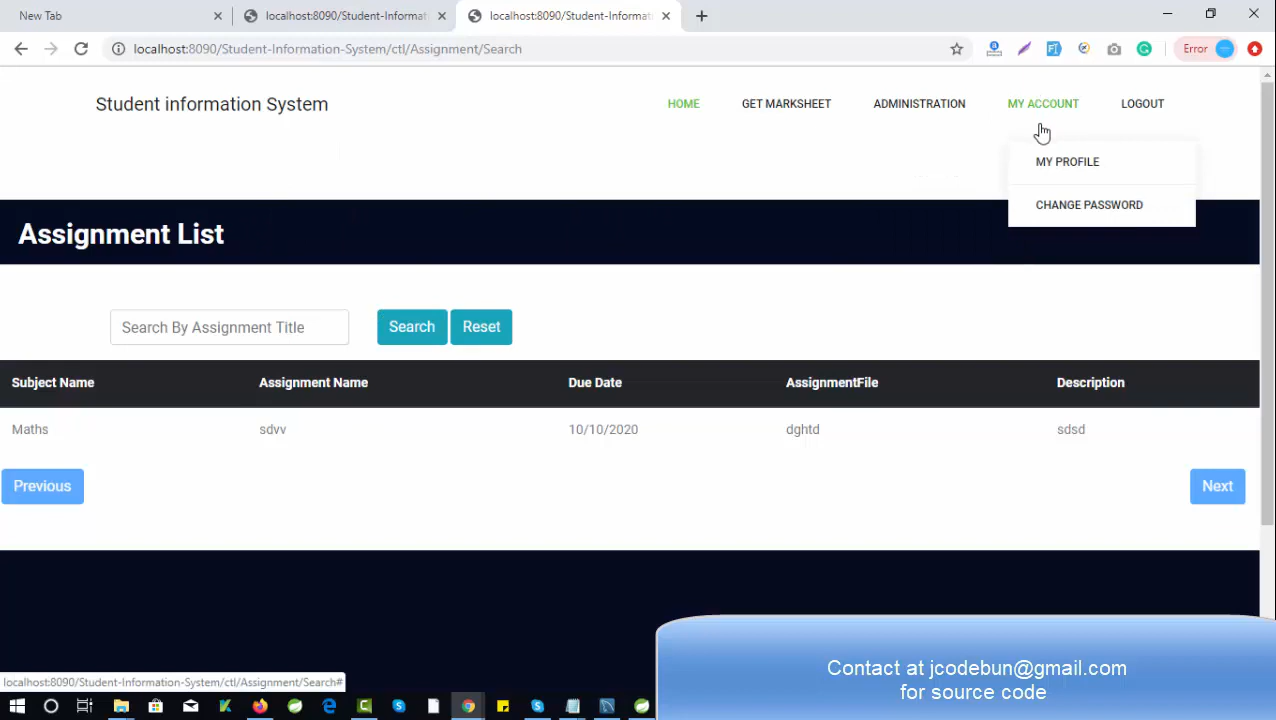 New Tab
localhost:8090/Student-Informat
localhost:8090/Student-Informat
localhost:8090/Student-Information-System/ctl/Assignment/Search
Error
Student information System
HOME
GET MARKSHEET
ADMINISTRATION
MY ACCOUNT
LOGOUT
MY PROFILE
CHANGE PASSWORD
Assignment List
Search By Assignment Title
Search
Reset
Subject Name Assignment Name Due Date AssignmentFile Description
Maths sdvv 10/10/2020 dghtd sdsd
Previous
Next
Contact at jcodebun@gmail.com
for source code
localhost:8090/Student-Information-System/ctl/Assignment/Search#